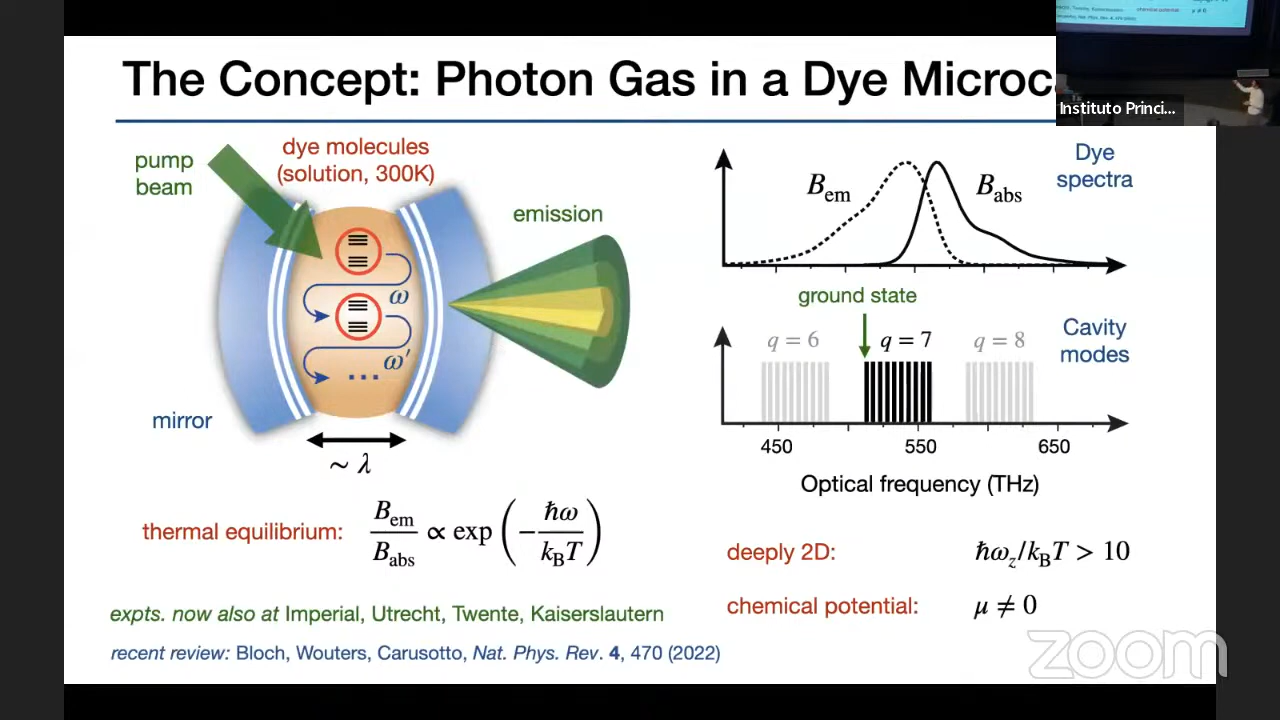 The Concept: Photon Gas in a Dye Microc
Instituto Princi...
chemical potential: μ ≠ 0
pump
beam
dye molecules
(solution, 300K)
emission
ω
ω′
...
mirror
~ λ
thermal equilibrium: B_em / B_abs ∝ exp (− ħω / k_B T)
expts. now also at Imperial, Utrecht, Twente, Kaiserslautern
recent review: Bloch, Wouters, Carusotto, Nat. Phys. Rev. 4, 470 (2022)
Dye
spectra
B_em
B_abs
ground state
Cavity
modes
q = 6
q = 7
q = 8
450 550 650
Optical frequency (THz)
deeply 2D: ħω_z/k_B T > 10
chemical potential: μ ≠ 0
zoom